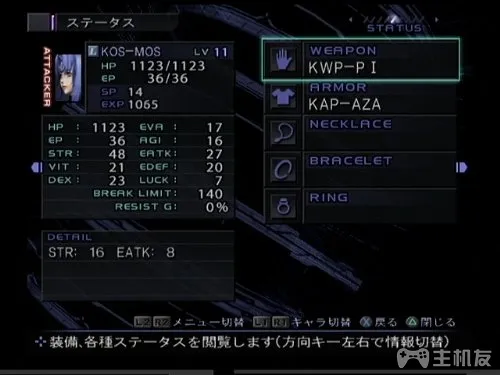 ステータス
STATUS
ATTACKER
L KOS-MOS LV 11
HP 1123/1123
EP 36/36
SP 14
EXP 1065
HP : 1123 EVA : 17
EP : 36 AGI : 16
STR: 48 EATK: 27
VIT: 21 EDEF: 20
DEX: 23 LUCK: 7
BREAK LIMIT: 140
RESIST G: 0%
WEAPON
KWP-P I
ARMOR
KAP-AZA
NECKLACE
BRACELET
RING
DETAIL
STR: 16 EATK: 8
L2 R2 メニュー切替 L1 R1 キャラ切替 X 戻る △ 閉じる
装備、各種ステータスを閲覧します(方向キー左右で情報切替)
主机友